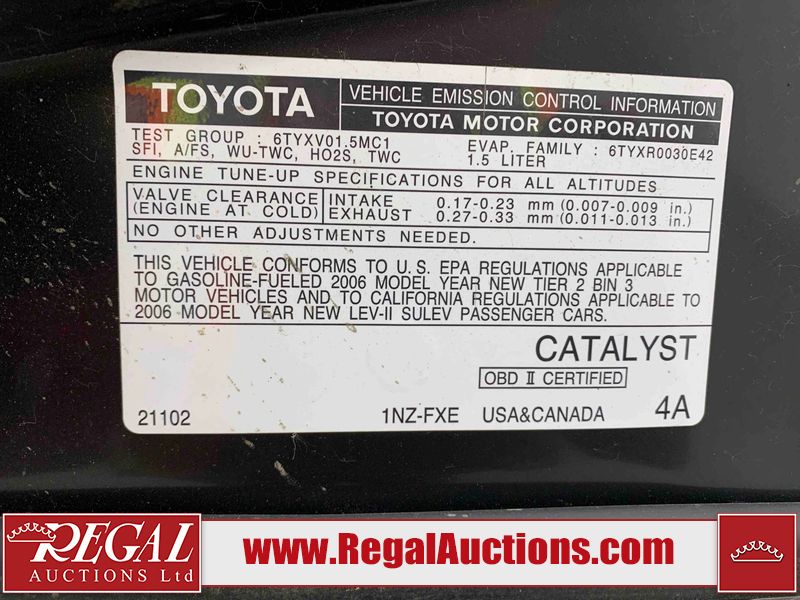 TOYOTA
VEHICLE EMISSION CONTROL INFORMATION
TOYOTA MOTOR CORPORATION
TEST GROUP : 6TYXV01.5MC1 EVAP. FAMILY : 6TYXR0030E42
SFI, A/FS, WU-TWC, HO2S, TWC 1.5 LITER
ENGINE TUNE-UP SPECIFICATIONS FOR ALL ALTITUDES
VALVE CLEARANCE INTAKE 0.17-0.23 mm (0.007-0.009 in.)
(ENGINE AT COLD) EXHAUST 0.27-0.33 mm (0.011-0.013 in.)
NO OTHER ADJUSTMENTS NEEDED.
THIS VEHICLE CONFORMS TO U.S. EPA REGULATIONS APPLICABLE
TO GASOLINE-FUELED 2006 MODEL YEAR NEW TIER 2 BIN 3
MOTOR VEHICLES AND TO CALIFORNIA REGULATIONS APPLICABLE TO
2006 MODEL YEAR NEW LEV-II SULEV PASSENGER CARS.
CATALYST
OBD II CERTIFIED
21102 1NZ-FXE USA&CANADA 4A
REGAL
AUCTIONS Ltd
www.RegalAuctions.com